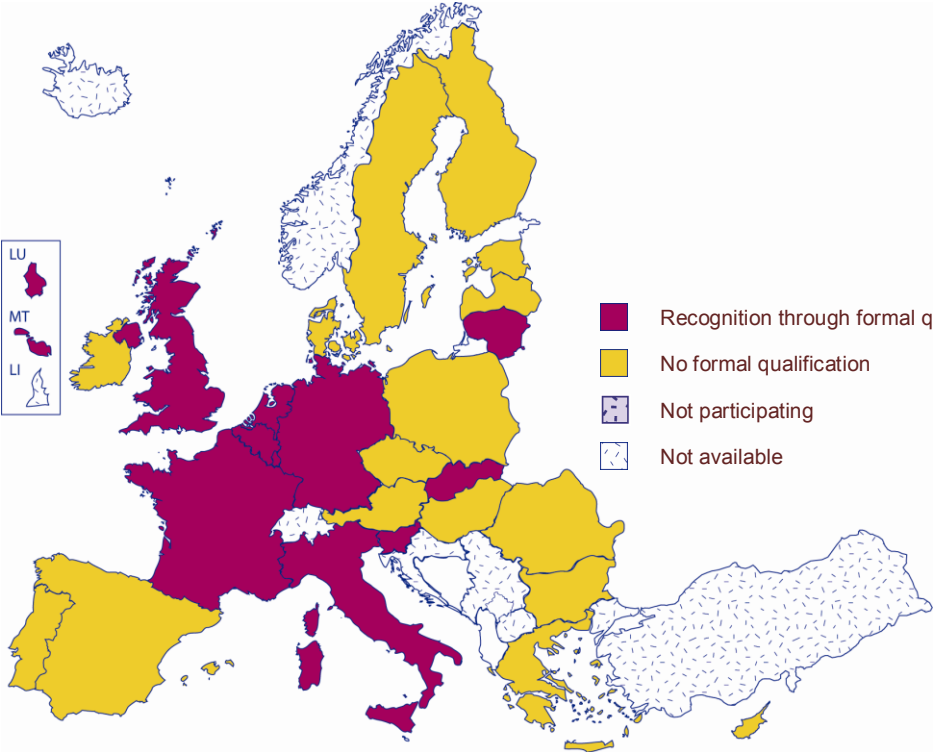 LU
MT
LI
Recognition through formal q
No formal qualification
Not participating
Not available